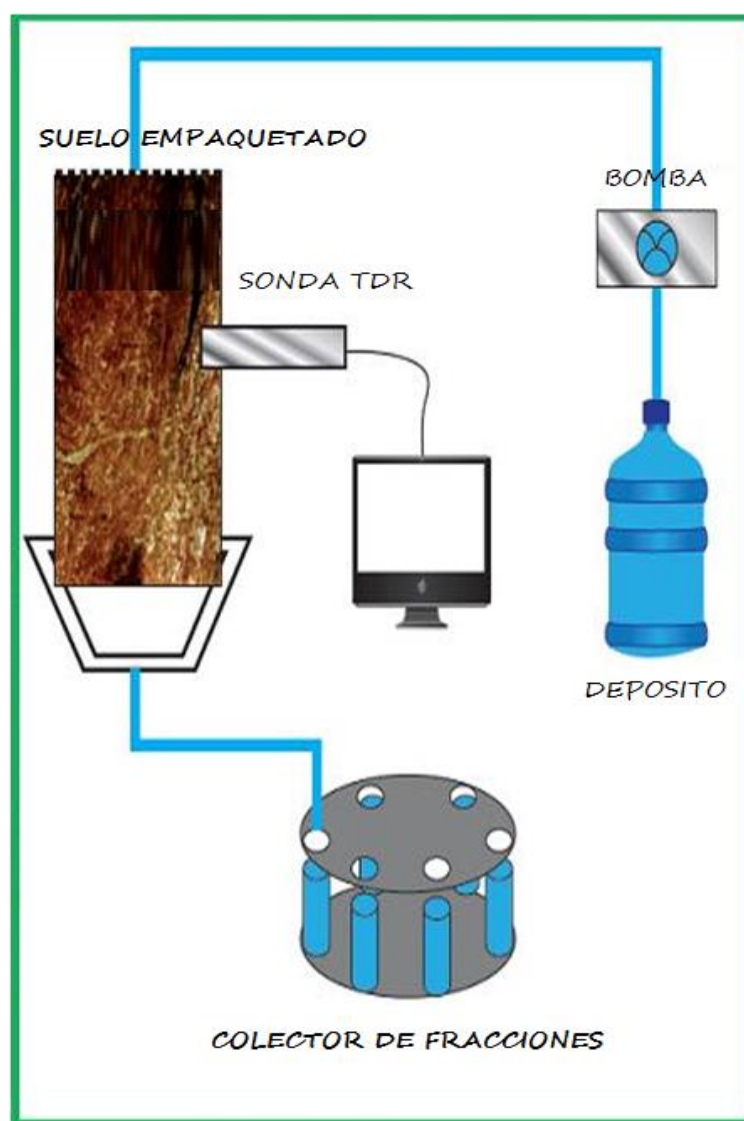 SUELO EMPAQUETADO
BOMBA
SONDA TDR
DEPOSITO
COLECTOR DE FRACCIONES